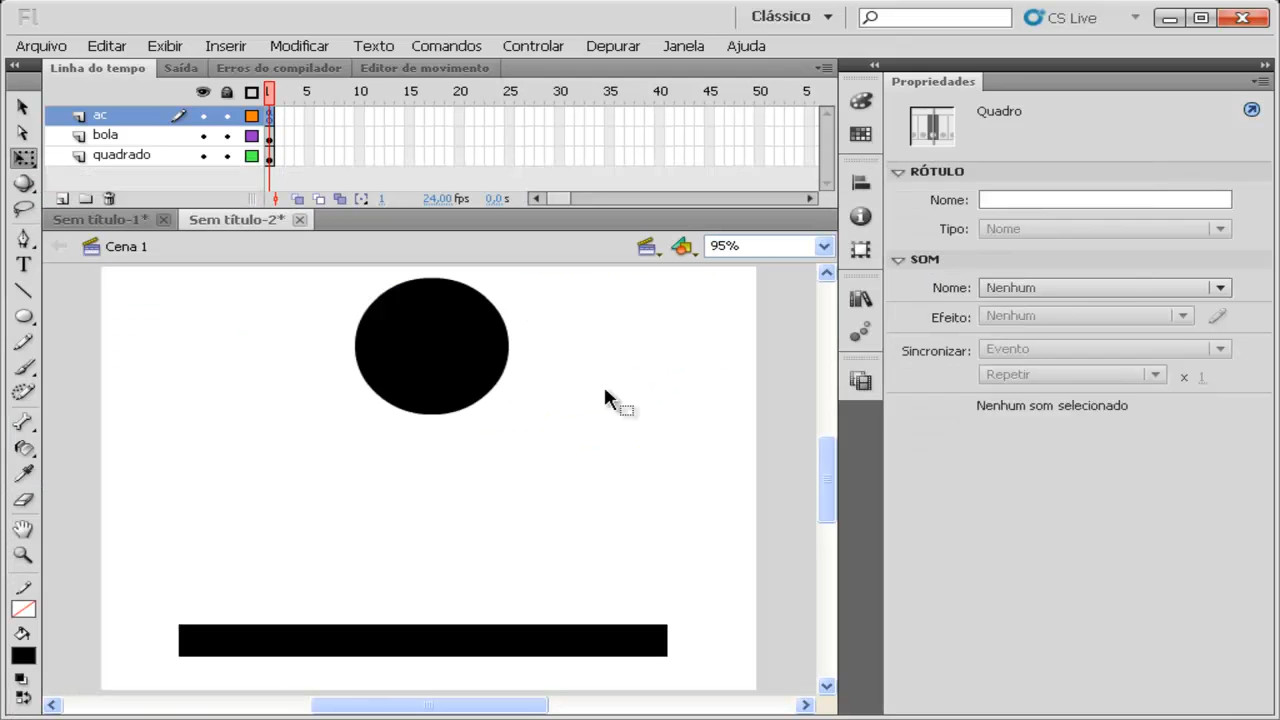 Fl
Clássico
CS Live
Arquivo Editar Exibir Inserir Modificar Texto Comandos Controlar Depurar Janela Ajuda
Linha do tempo Saída Erros do compilador Editor de movimento
1 5 10 15 20 25 30 35 40 45 50 5
ac
bola
quadrado
1 24,00 fps 0,0 s
Sem título-1* Sem título-2*
Cena 1
95%
Propriedades
Quadro
RÓTULO
Nome:
Tipo: Nome
SOM
Nome: Nenhum
Efeito: Nenhum
Sincronizar: Evento
Repetir x 1
Nenhum som selecionado
T